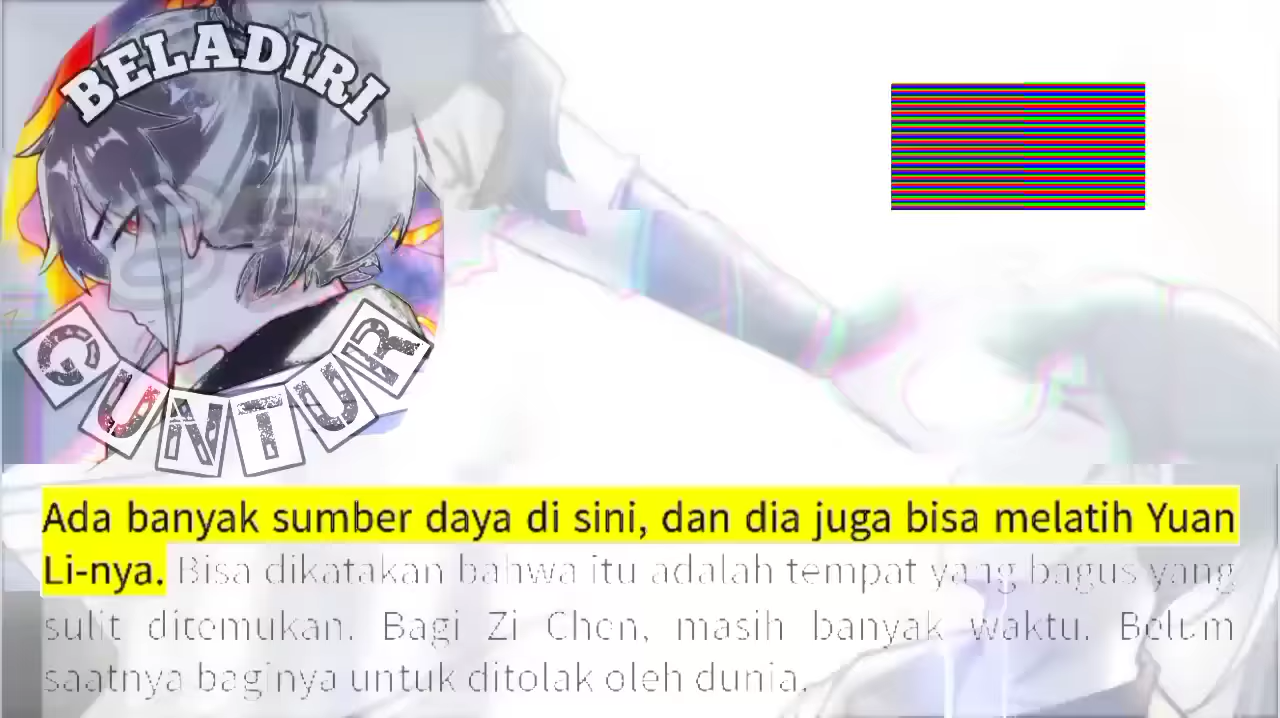 BELADIRI
GUNTUR
Ada banyak sumber daya di sini, dan dia juga bisa melatih Yuan
Li-nya. Bisa dikatakan bahwa itu adalah tempat yang bagus yang
sulit ditemukan. Bagi Zi Chen, masih banyak waktu. Belum
saatnya baginya untuk ditolak oleh dunia.